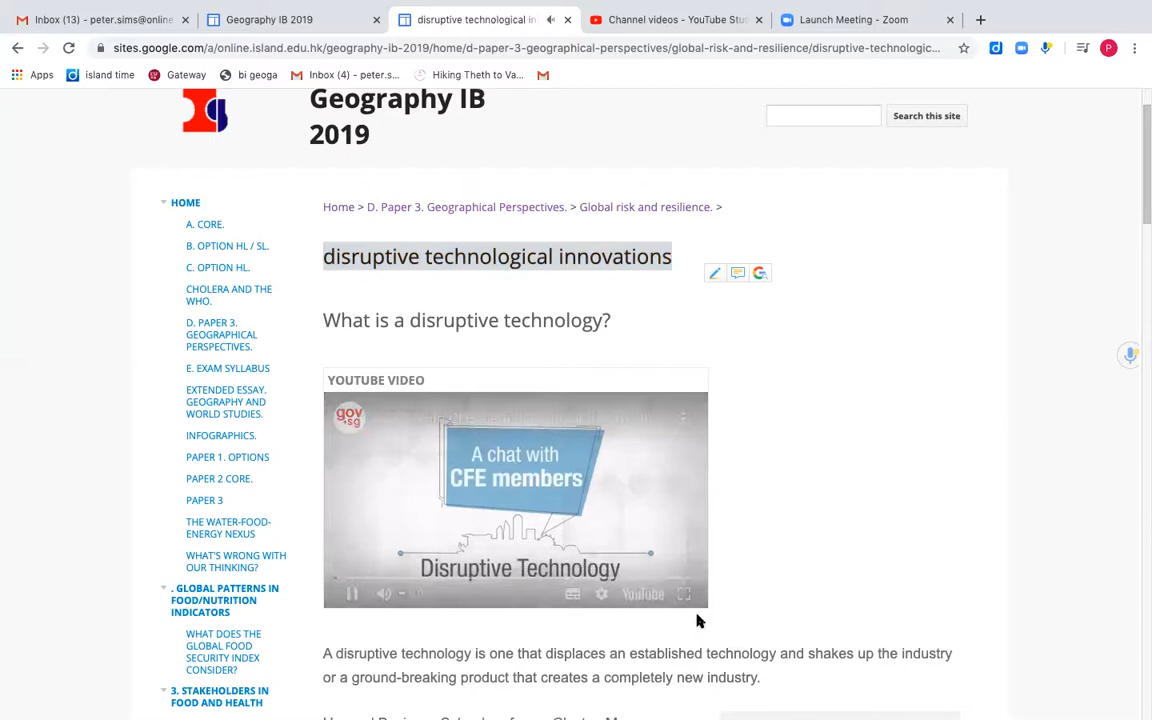 Inbox (13) - peter.sims@online
Geography IB 2019
disruptive technological in
Channel videos - YouTube Stu
Launch Meeting - Zoom
sites.google.com/a/online.island.edu.hk/geography-ib-2019/home/d-paper-3-geographical-perspectives/global-risk-and-resilience/disruptive-technologic...
P
Apps
island time
Gateway
bi geoga
Inbox (4) - peter.s...
Hiking Theth to Va...
Geography IB
2019
Search this site
HOME
A. CORE.
B. OPTION HL / SL.
C. OPTION HL.
CHOLERA AND THE
WHO.
D. PAPER 3.
GEOGRAPHICAL
PERSPECTIVES.
E. EXAM SYLLABUS
EXTENDED ESSAY.
GEOGRAPHY AND
WORLD STUDIES.
INFOGRAPHICS.
PAPER 1. OPTIONS
PAPER 2 CORE.
PAPER 3
THE WATER-FOOD-
ENERGY NEXUS
WHAT'S WRONG WITH
OUR THINKING?
. GLOBAL PATTERNS IN
FOOD/NUTRITION
INDICATORS
WHAT DOES THE
GLOBAL FOOD
SECURITY INDEX
CONSIDER?
3. STAKEHOLDERS IN
FOOD AND HEALTH
Home > D. Paper 3. Geographical Perspectives. > Global risk and resilience. >
disruptive technological innovations
What is a disruptive technology?
YOUTUBE VIDEO
gov
.sg
A chat with
CFE members
Disruptive Technology
YouTube
A disruptive technology is one that displaces an established technology and shakes up the industry
or a ground-breaking product that creates a completely new industry.